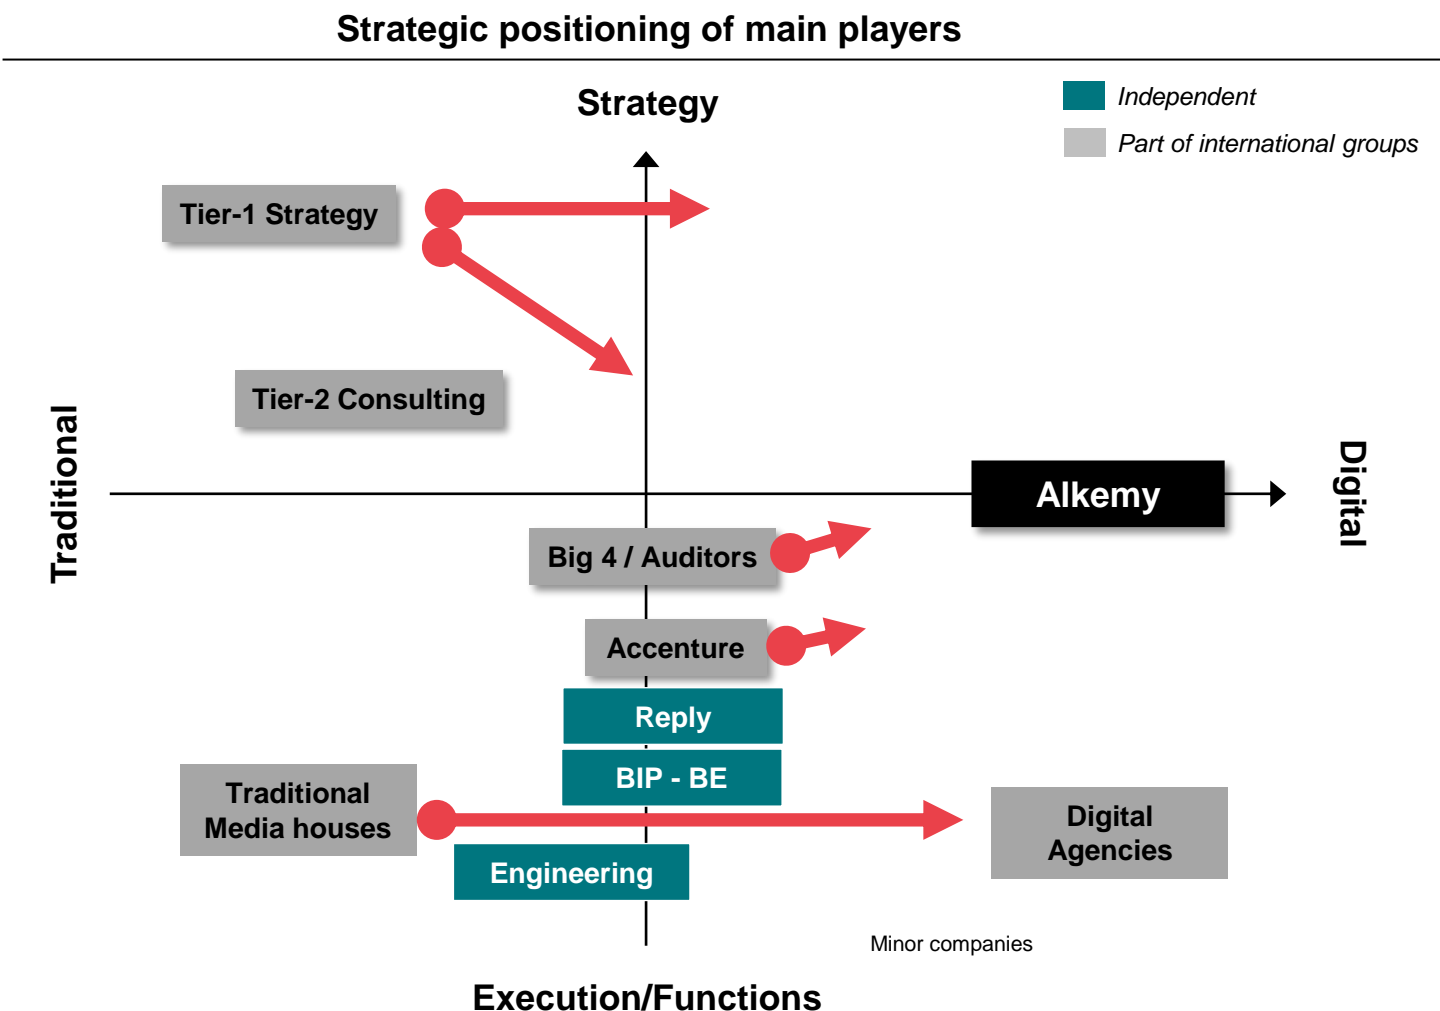 Strategic positioning of main players
Strategy
Independent
Part of international groups
Tier-1 Strategy
Tier-2 Consulting
Traditional
Alkemy
Digital
Big 4 / Auditors
Accenture
Reply
BIP - BE
Traditional
Media houses
Digital
Agencies
Engineering
Minor companies
Execution/Functions